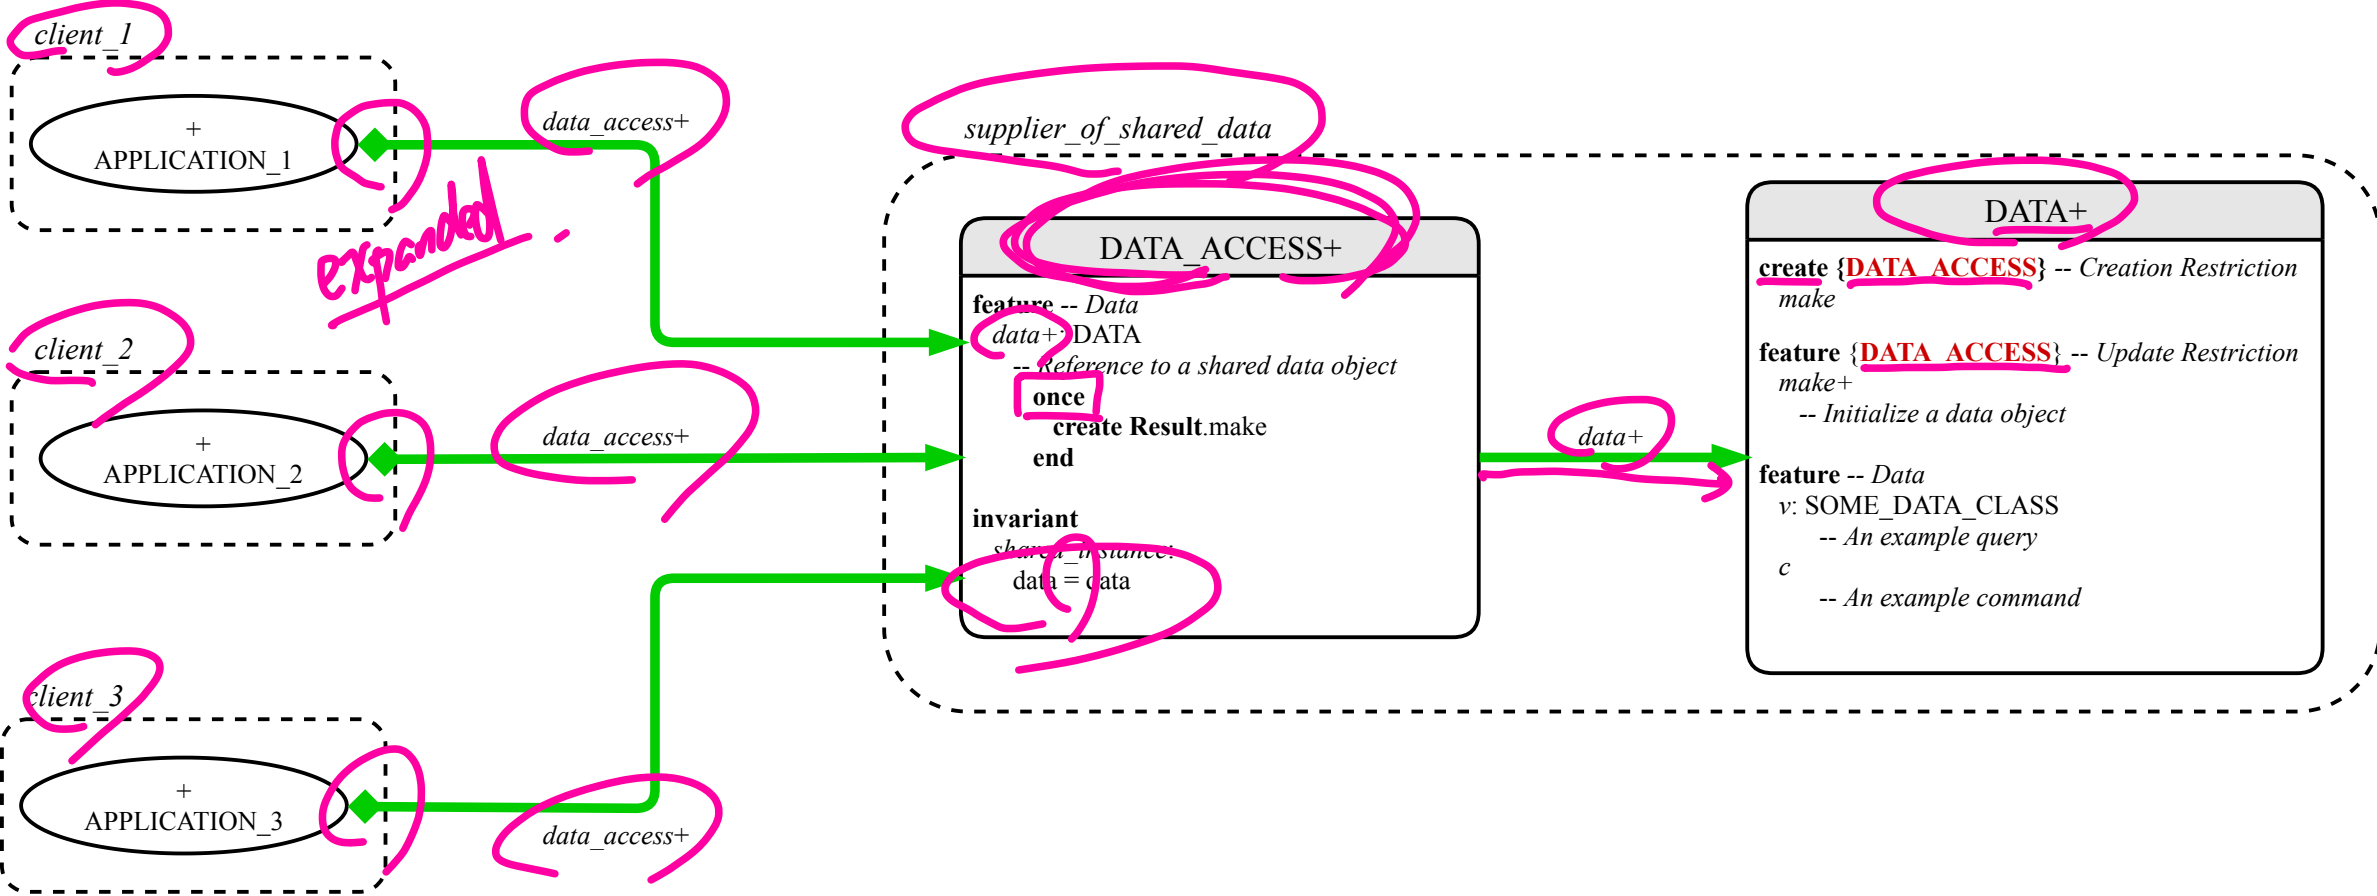 client_1
+
APPLICATION_1
data_access+
expanded
client_2
+
APPLICATION_2
data_access+
client_3
+
APPLICATION_3
data_access+
supplier_of_shared_data
DATA_ACCESS+
feature -- Data
data+: DATA
-- Reference to a shared data object
once
create Result.make
end
invariant
shared_instance:
data = data
data+
DATA+
create {DATA_ACCESS} -- Creation Restriction
make
feature {DATA_ACCESS} -- Update Restriction
make+
-- Initialize a data object
feature -- Data
v: SOME_DATA_CLASS
-- An example query
c
-- An example command